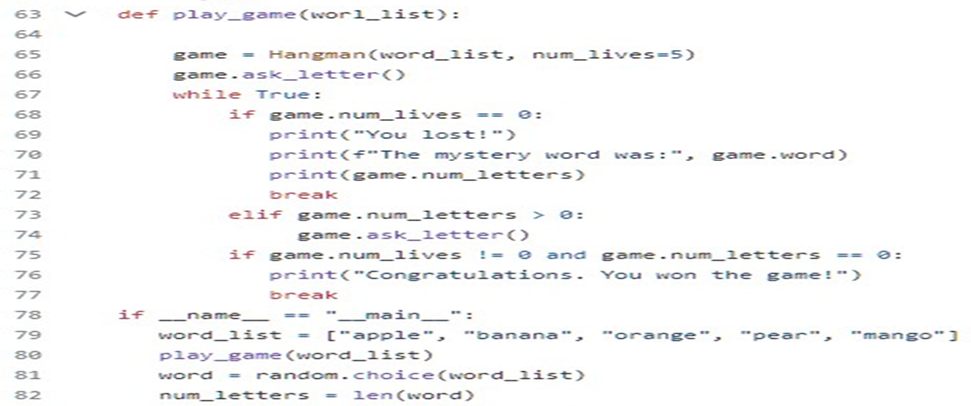 63 def play_game(worl_list):
64
65 game = Hangman(word_list, num_lives=5)
66 game.ask_letter()
67 while True:
68 if game.num_lives == 0:
69 print("You lost!")
70 print(f"The mystery word was:", game.word)
71 print(game.num_letters)
72 break
73 elif game.num_letters > 0:
74 game.ask_letter()
75 if game.num_lives != 0 and game.num_letters == 0:
76 print("Congratulations. You won the game!")
77 break
78 if __name__ == "__main__":
79 word_list = ["apple", "banana", "orange", "pear", "mango"]
80 play_game(word_list)
81 word = random.choice(word_list)
82 num_letters = len(word)